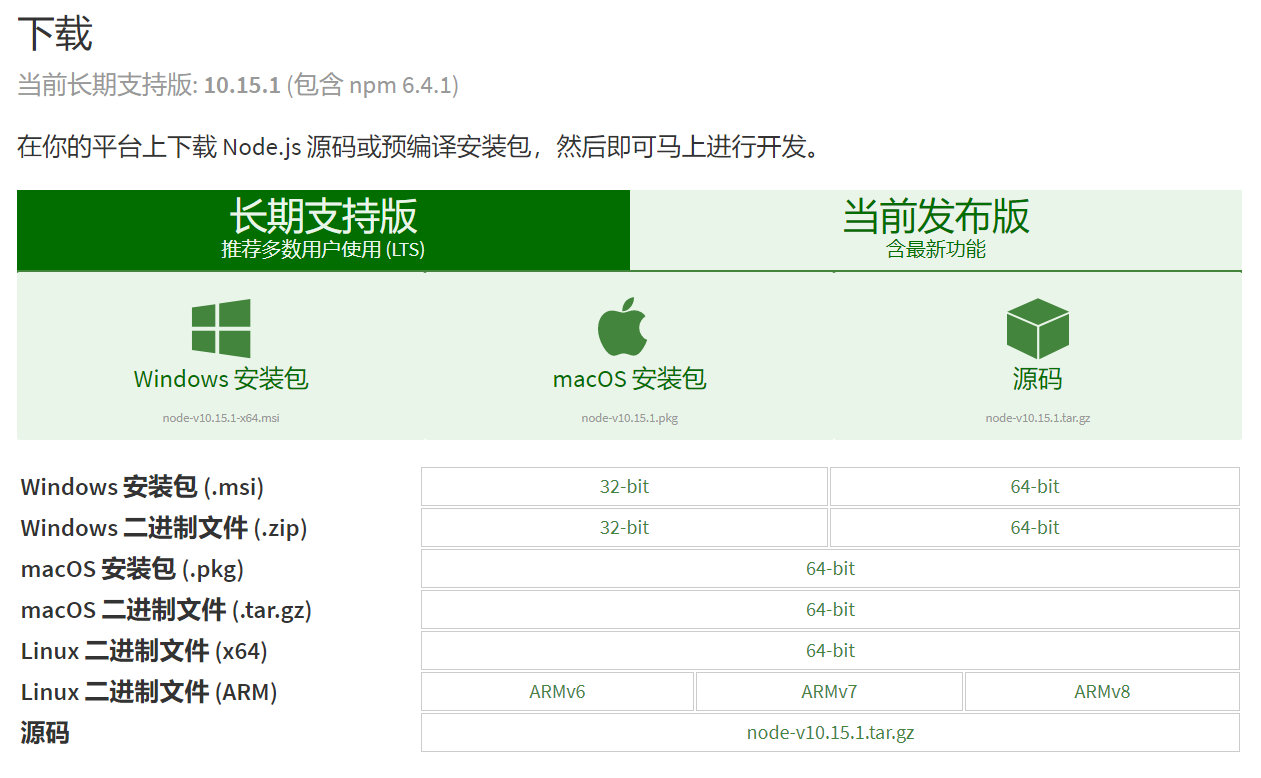 下载
当前长期支持版: 10.15.1 (包含 npm 6.4.1)
在你的平台上下载 Node.js 源码或预编译安装包，然后即可马上进行开发。
长期支持版
推荐多数用户使用 (LTS)
当前发布版
含最新功能
Windows 安装包
node-v10.15.1-x64.msi
macOS 安装包
node-v10.15.1.pkg
源码
node-v10.15.1.tar.gz
Windows 安装包 (.msi) 32-bit 64-bit
Windows 二进制文件 (.zip) 32-bit 64-bit
macOS 安装包 (.pkg) 64-bit
macOS 二进制文件 (.tar.gz) 64-bit
Linux 二进制文件 (x64) 64-bit
Linux 二进制文件 (ARM) ARMv6 ARMv7 ARMv8
源码 node-v10.15.1.tar.gz